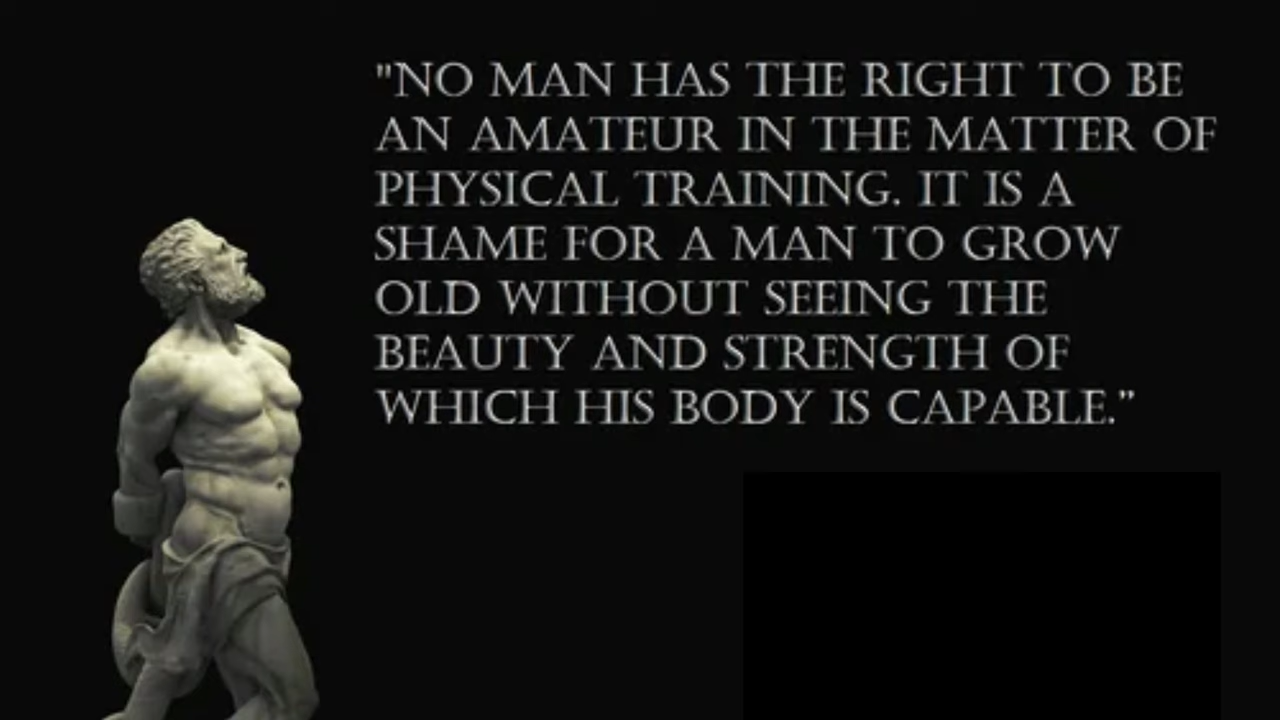 "NO MAN HAS THE RIGHT TO BE
AN AMATEUR IN THE MATTER OF
PHYSICAL TRAINING. IT IS A
SHAME FOR A MAN TO GROW
OLD WITHOUT SEEING THE
BEAUTY AND STRENGTH OF
WHICH HIS BODY IS CAPABLE.”